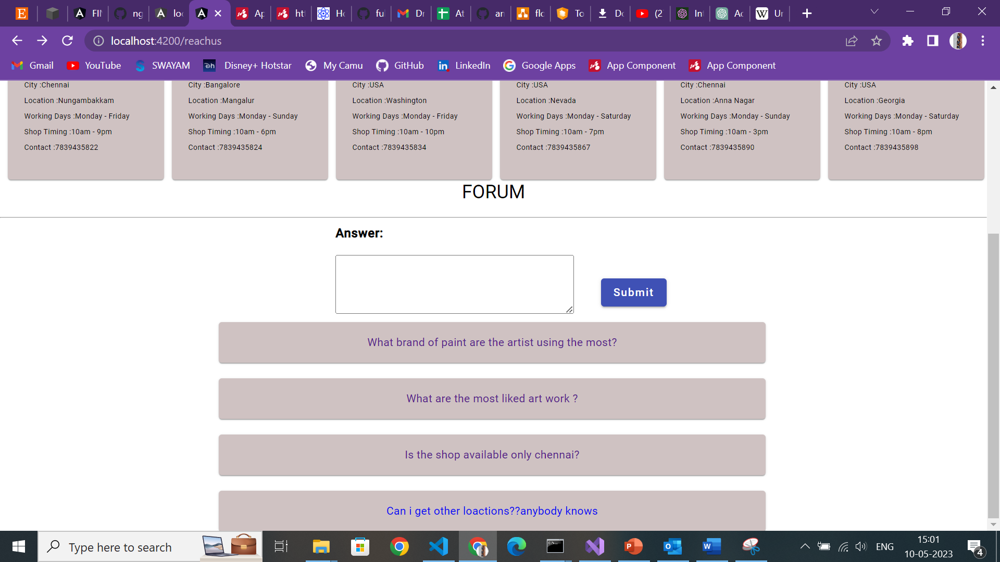 FII
ng
loc
Ap
htt
Ho
ful
Dr
At
an
flo
To
Do
(2
Int
Ac
Ur
localhost:4200/reachus
Gmail
YouTube
SWAYAM
Disney+ Hotstar
My Camu
GitHub
LinkedIn
Google Apps
App Component
App Component
City :Chennai
Location :Nungambakkam
Working Days :Monday - Friday
Shop Timing :10am - 9pm
Contact :7839435822
City :Bangalore
Location :Mangalur
Working Days :Monday - Sunday
Shop Timing :10am - 6pm
Contact :7839435824
City :USA
Location :Washington
Working Days :Monday - Friday
Shop Timing :10am - 10pm
Contact :7839435834
City :USA
Location :Nevada
Working Days :Monday - Saturday
Shop Timing :10am - 7pm
Contact :7839435867
City :Chennai
Location :Anna Nagar
Working Days :Monday - Sunday
Shop Timing :10am - 3pm
Contact :7839435890
City :USA
Location :Georgia
Working Days :Monday - Saturday
Shop Timing :10am - 8pm
Contact :7839435898
FORUM
Answer:
Submit
What brand of paint are the artist using the most?
What are the most liked art work ?
Is the shop available only chennai?
Can i get other loactions??anybody knows
Type here to search
ENG
15:01
10-05-2023
4